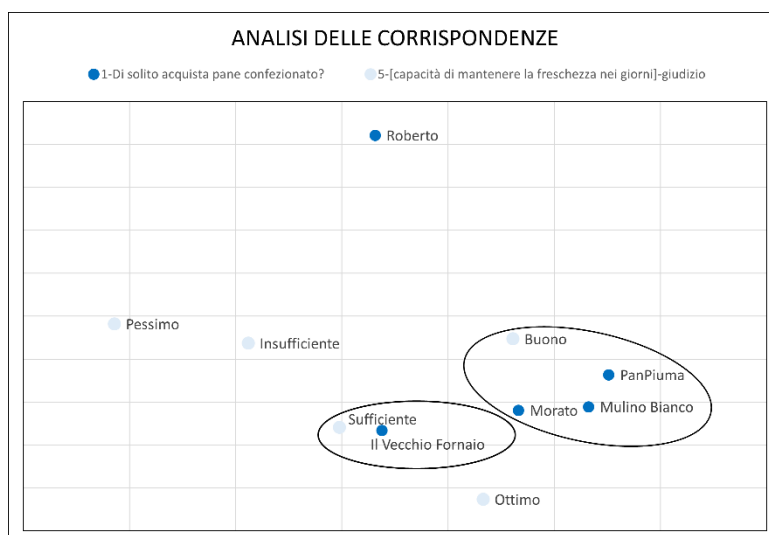 ANALISI DELLE CORRISPONDENZE
1-Di solito acquista pane confezionato? 5-[capacità di mantenere la freschezza nei giorni]-giudizio
Roberto
Pessimo
Insufficiente
Buono
PanPiuma
Morato
Mulino Bianco
Sufficiente
Il Vecchio Fornaio
Ottimo